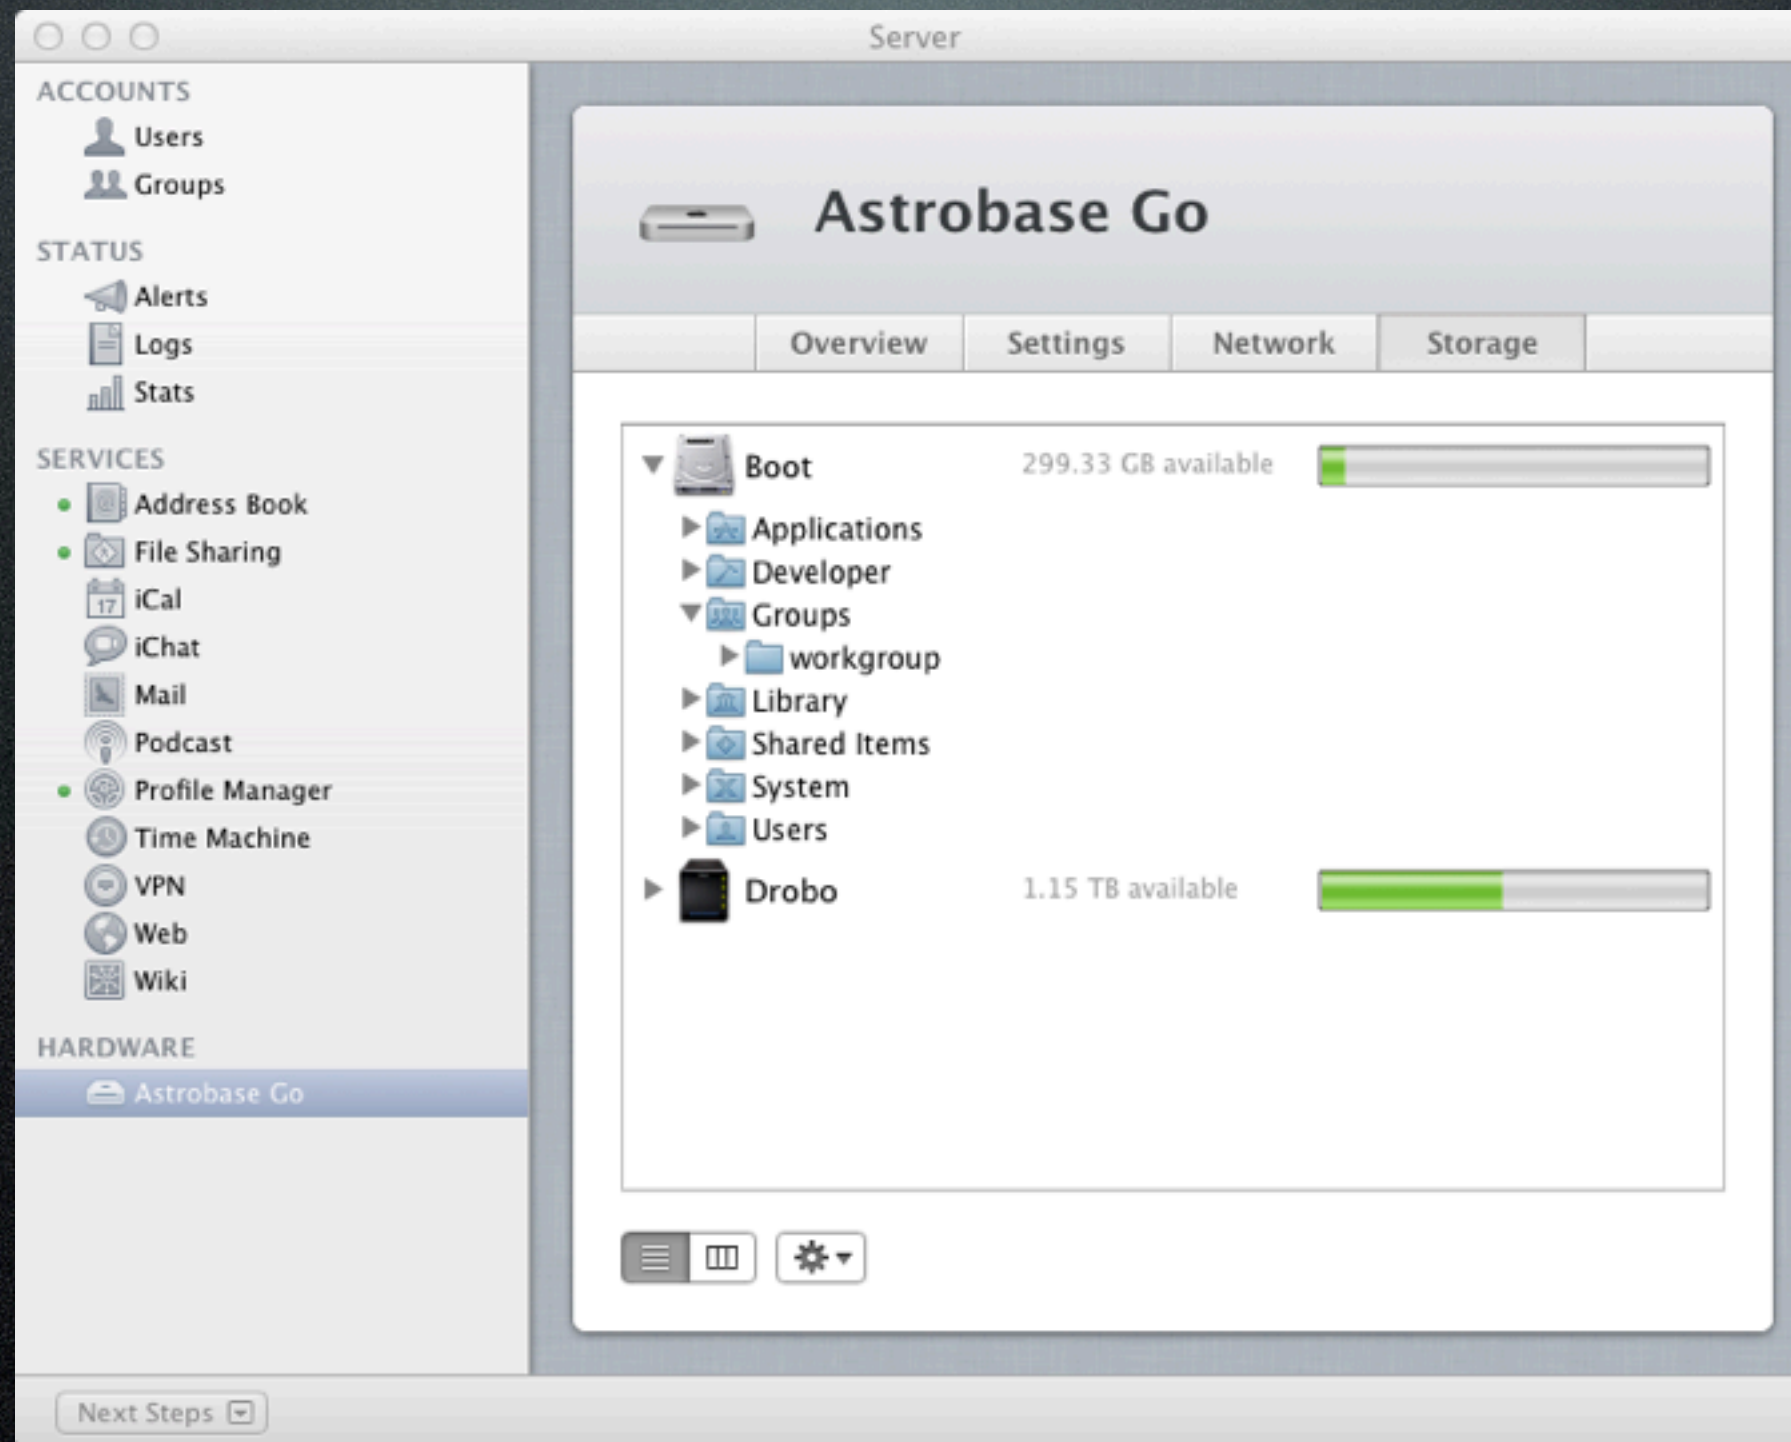 Server
ACCOUNTS
Users
Groups
STATUS
Alerts
Logs
Stats
SERVICES
Address Book
File Sharing
17 iCal
iChat
Mail
Podcast
Profile Manager
Time Machine
VPN
Web
Wiki
HARDWARE
Astrobase Go
Next Steps
Astrobase Go
Overview Settings Network Storage
Boot 299.33 GB available
Applications
Developer
Groups
workgroup
Library
Shared Items
System
Users
Drobo 1.15 TB available